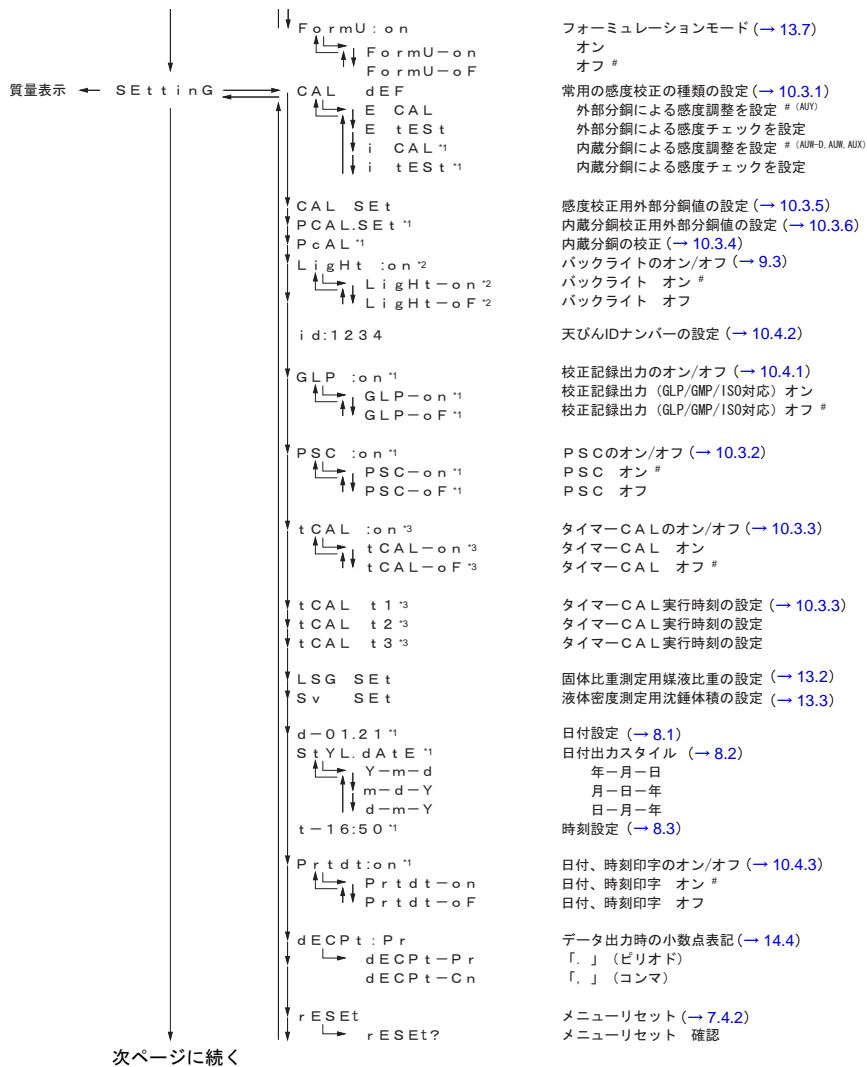 FormU:on フォーミュレーションモード(→ 13.7)
FormU-on オン
FormU-oF オフ #
質量表示 SEttinG CAL dEF 常用の感度校正の種類の設定(→ 10.3.1)
E CAL 外部分銅による感度調整を設定 # (AUY)
E tESt 外部分銅による感度チェックを設定
i CAL *1 内蔵分銅による感度調整を設定 # (AUW-D, AUW, AUX)
i tESt *1 内蔵分銅による感度チェックを設定
CAL SEt 感度校正用外部分銅値の設定(→ 10.3.5)
PCAL.SEt *1 内蔵分銅校正用外部分銅値の設定(→ 10.3.6)
PcAL *1 内蔵分銅の校正(→ 10.3.4)
LigHt :on *2 バックライトのオン/オフ(→ 9.3)
LigHt-on *2 バックライト オン #
LigHt-oF *2 バックライト オフ
id:1234 天びんIDナンバーの設定(→ 10.4.2)
GLP :on *1 校正記録出力のオン/オフ(→ 10.4.1)
GLP-on *1 校正記録出力(GLP/GMP/ISO対応)オン
GLP-oF *1 校正記録出力(GLP/GMP/ISO対応)オフ #
PSC :on *1 PSCのオン/オフ(→ 10.3.2)
PSC-on *1 PSC オン #
PSC-oF *1 PSC オフ
tCAL :on *3 タイマーCALのオン/オフ(→ 10.3.3)
tCAL-on *3 タイマーCAL オン
tCAL-oF *3 タイマーCAL オフ #
tCAL t1 *3 タイマーCAL実行時刻の設定(→ 10.3.3)
tCAL t2 *3 タイマーCAL実行時刻の設定
tCAL t3 *3 タイマーCAL実行時刻の設定
LSG SEt 固体比重測定用媒液比重の設定(→ 13.2)
Sv SEt 液体密度測定用沈錘体積の設定(→ 13.3)
d-01.21 *1 日付設定(→ 8.1)
StYL.dAtE *1 日付出力スタイル (→ 8.2)
Y-m-d 年-月-日
m-d-Y 月-日-年
d-m-Y 日-月-年
t-16:50 *1 時刻設定(→ 8.3)
Prtdt:on *1 日付、時刻印字のオン/オフ(→ 10.4.3)
Prtdt-on 日付、時刻印字 オン #
Prtdt-oF 日付、時刻印字 オフ
dECPt:Pr データ出力時の小数点表記(→ 14.4)
dECPt-Pr 「.」(ピリオド)
dECPt-Cn 「,」(コンマ)
rESEt メニューリセット(→ 7.4.2)
rESEt? メニューリセット 確認
次ページに続く